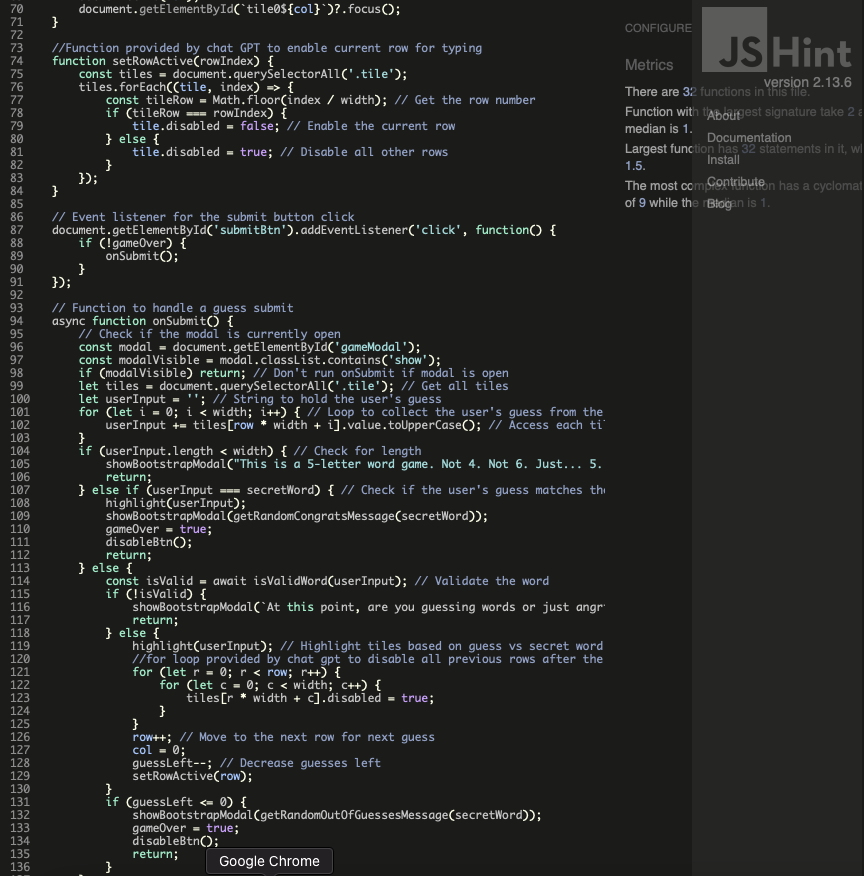 70 document.getElementById(`tile0${col}`)?.focus();
71 }
72
73 //Function provided by chat GPT to enable current row for typing
74 function setRowActive(rowIndex) {
75 const tiles = document.querySelectorAll('.tile');
76 tiles.forEach((tile, index) => {
77 const tileRow = Math.floor(index / width); // Get the row number
78 if (tileRow === rowIndex) {
79 tile.disabled = false; // Enable the current row
80 } else {
81 tile.disabled = true; // Disable all other rows
82 }
83 });
84 }
85
86 // Event listener for the submit button click
87 document.getElementById('submitBtn').addEventListener('click', function() {
88 if (!gameOver) {
89 onSubmit();
90 }
91 });
92
93 // Function to handle a guess submit
94 async function onSubmit() {
95 // Check if the modal is currently open
96 const modal = document.getElementById('gameModal');
97 const modalVisible = modal.classList.contains('show');
98 if (modalVisible) return; // Don't run onSubmit if modal is open
99 let tiles = document.querySelectorAll('.tile'); // Get all tiles
100 let userInput = ''; // String to hold the user's guess
101 for (let i = 0; i < width; i++) { // Loop to collect the user's guess from the
102 userInput += tiles[row * width + i].value.toUpperCase(); // Access each
103 }
104 if (userInput.length < width) { // Check for length
105 showBootstrapModal("This is a 5-letter word game. Not 4. Not 6. Just... 5.
106 return;
107 } else if (userInput === secretWord) { // Check if the user's guess matches
108 highlight(userInput);
109 showBootstrapModal(getRandomCongratsMessage(secretWord));
110 gameOver = true;
111 disableBtn();
112 return;
113 } else {
114 const isValid = await isValidWord(userInput); // Validate the word
115 if (!isValid) {
116 showBootstrapModal(`At this point, are you guessing words or just
117 return;
118 } else {
119 highlight(userInput); // Highlight tiles based on guess vs secret word
120 //for loop provided by chat gpt to disable all previous rows after the
121 for (let r = 0; r < row; r++) {
122 for (let c = 0; c < width; c++) {
123 tiles[r * width + c].disabled = true;
124 }
125 }
126 row++; // Move to the next row for next guess
127 col = 0;
128 guessLeft--; // Decrease guesses left
129 setRowActive(row);
130 }
131 if (guessLeft <= 0) {
132 showBootstrapModal(getRandomOutOfGuessesMessage(secretWord));
133 gameOver = true;
134 disableBtn();
135 return;
136 }
Google Chrome
CONFIGURE
Metrics
There are 32 functions in this file.
Function with the largest signature take 2
median is 1.
Largest function has 32 statements in it,
1.5.
The most complex function has a
of 9 while the median is 1.
JSHint
version 2.13.6
About
Documentation
Install
Contribute
Blog